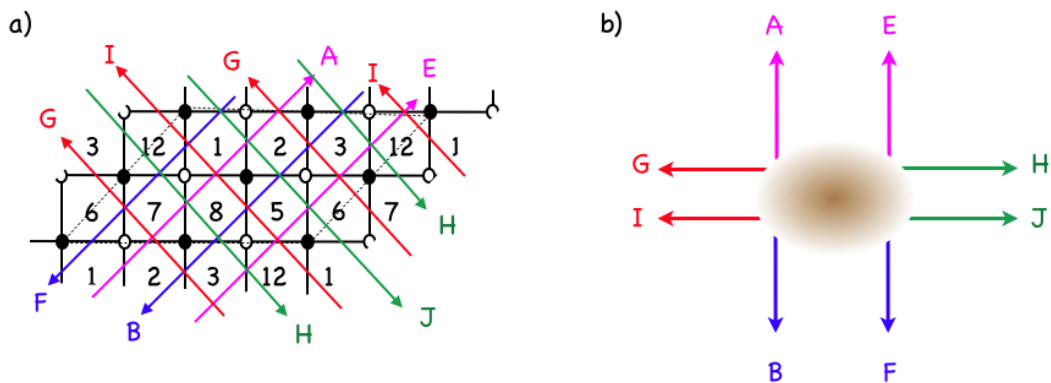 a)
I G A I E
G
3 12 1 2 3 12 1
6 7 8 5 6 7
H
1 2 3 12 1
F B H J
b)
A E
G H
I J
B F